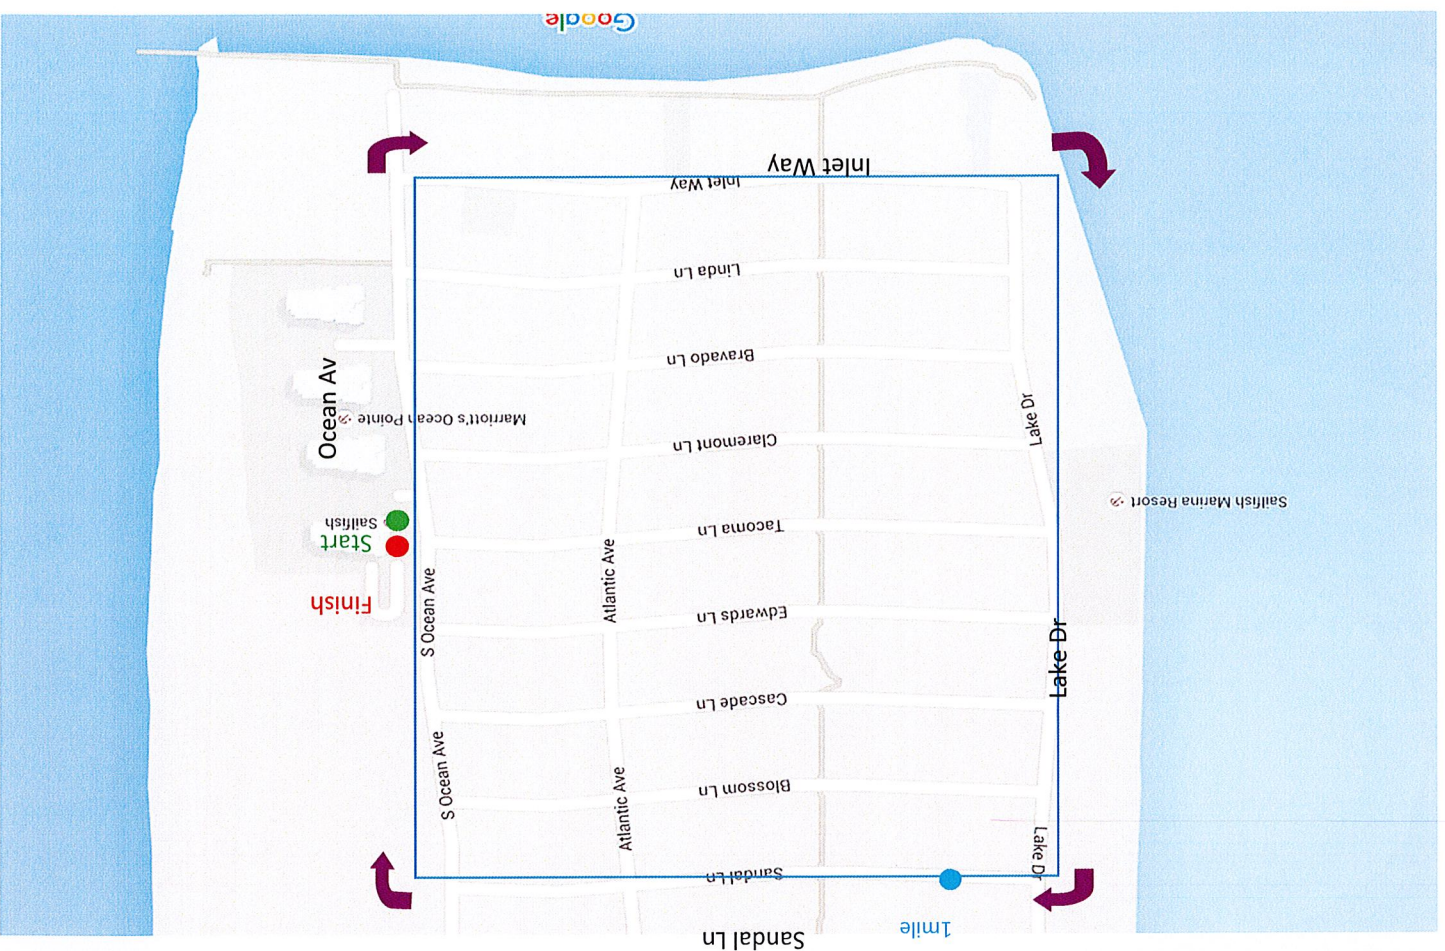 Sandal Ln
1mile
Sandal Ln
Lake Dr
Atlantic Ave
Blossom Ln
S Ocean Ave
Cascade Ln
Lake Dr
Edwards Ln
S Ocean Ave
Finish
Atlantic Ave
Start
Tacoma Ln
Sailfish
Sailfish Marina Resort
Claremont Ln
Lake Dr
Marriott's Ocean Pointe
Ocean Av
Bravado Ln
Linda Ln
Inlet Way
Inlet Way
Google